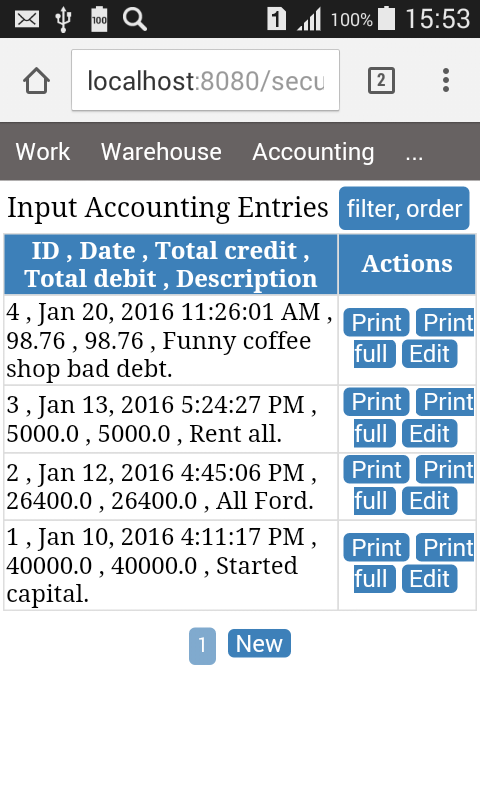 100 1 100% 15:53
localhost:8080/secu
2
Work Warehouse Accounting ...
Input Accounting Entries filter, order
ID , Date , Total credit ,
Total debit , Description
Actions
4 , Jan 20, 2016 11:26:01 AM ,
98.76 , 98.76 , Funny coffee
shop bad debt.
Print Print
full Edit
3 , Jan 13, 2016 5:24:27 PM ,
5000.0 , 5000.0 , Rent all.
Print Print
full Edit
2 , Jan 12, 2016 4:45:06 PM ,
26400.0 , 26400.0 , All Ford.
Print Print
full Edit
1 , Jan 10, 2016 4:11:17 PM ,
40000.0 , 40000.0 , Started
capital.
Print Print
full Edit
1 New